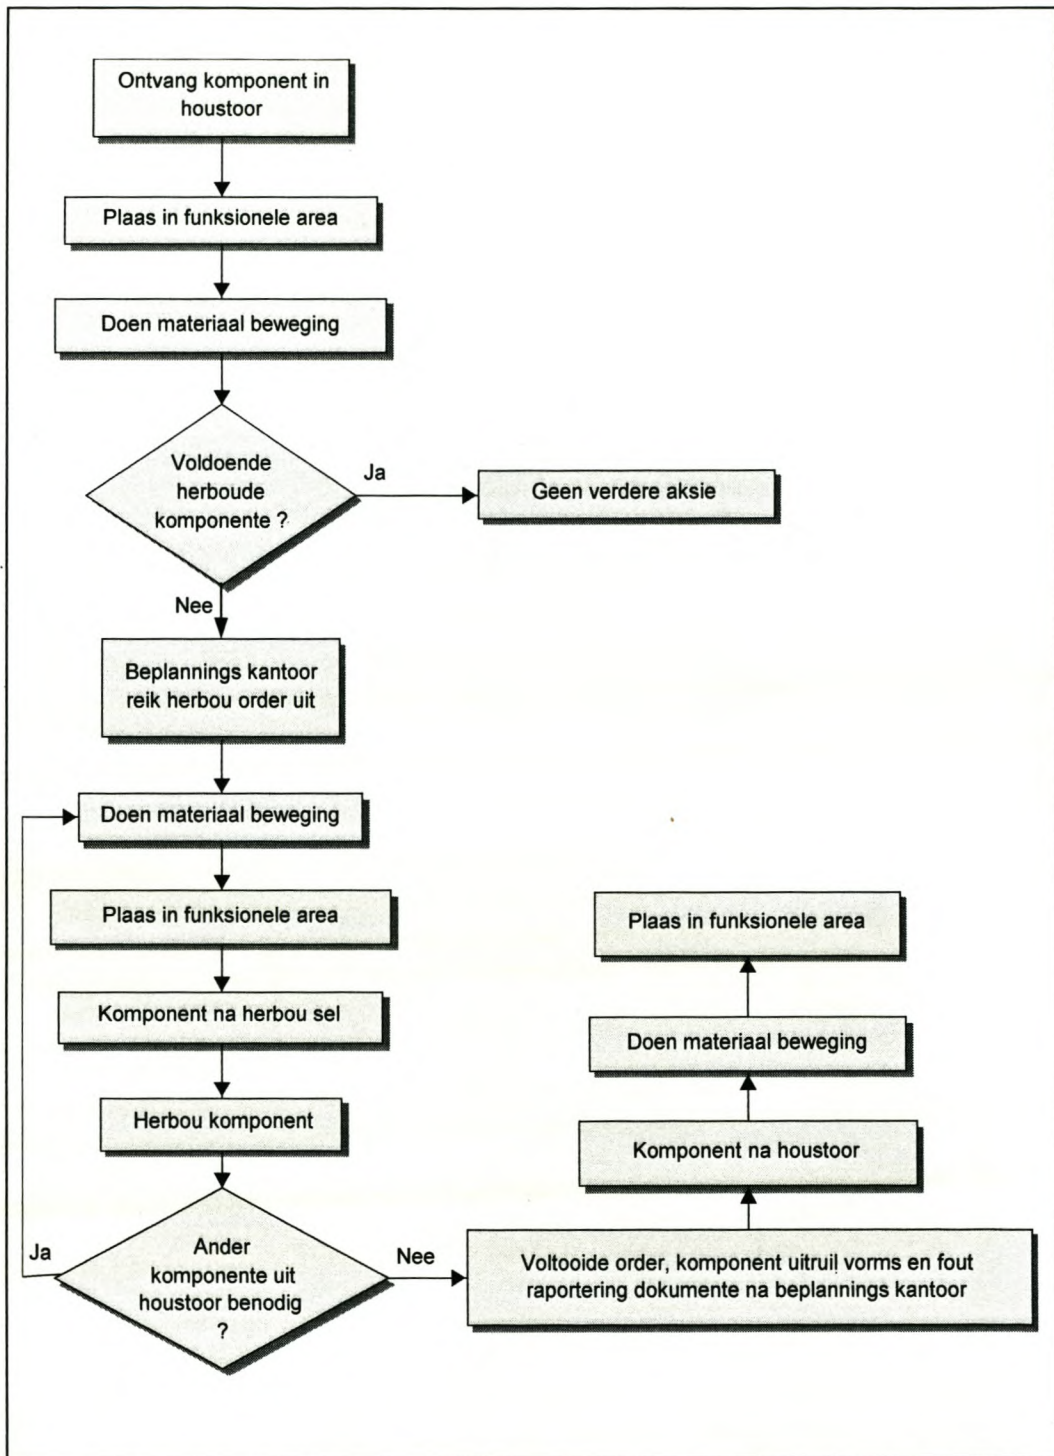 Ontvang komponent in
houstoor
Plaas in funksionele area
Doen materiaal beweging
Voldoende
herboude
komponente ?
Ja
Geen verdere aksie
Nee
Beplannings kantoor
reik herbou order uit
Doen materiaal beweging
Plaas in funksionele area
Komponent na herbou sel
Herbou komponent
Ander
komponente uit
houstoor benodig
?
Ja
Nee
Voltooide order, komponent uitruil vorms en fout
raportering dokumente na beplannings kantoor
Komponent na houstoor
Doen materiaal beweging
Plaas in funksionele area